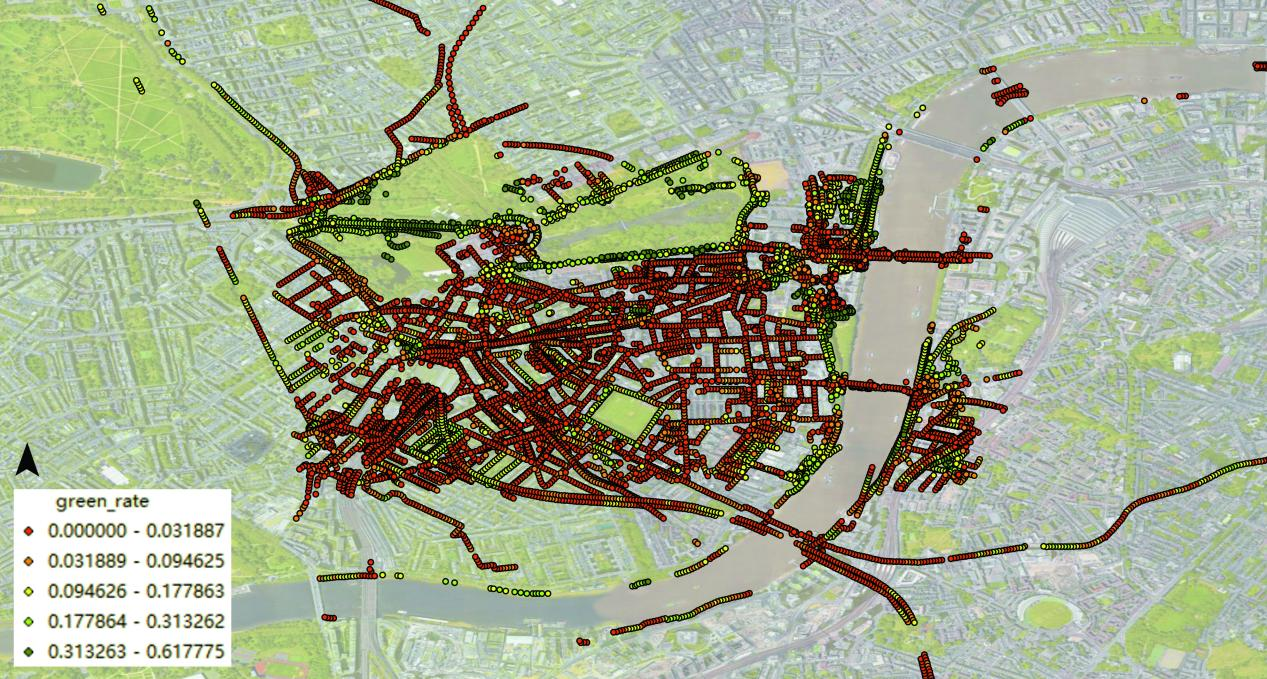 green_rate
0.000000 - 0.031887
0.031889 - 0.094625
0.094626 - 0.177863
0.177864 - 0.313262
0.313263 - 0.617775